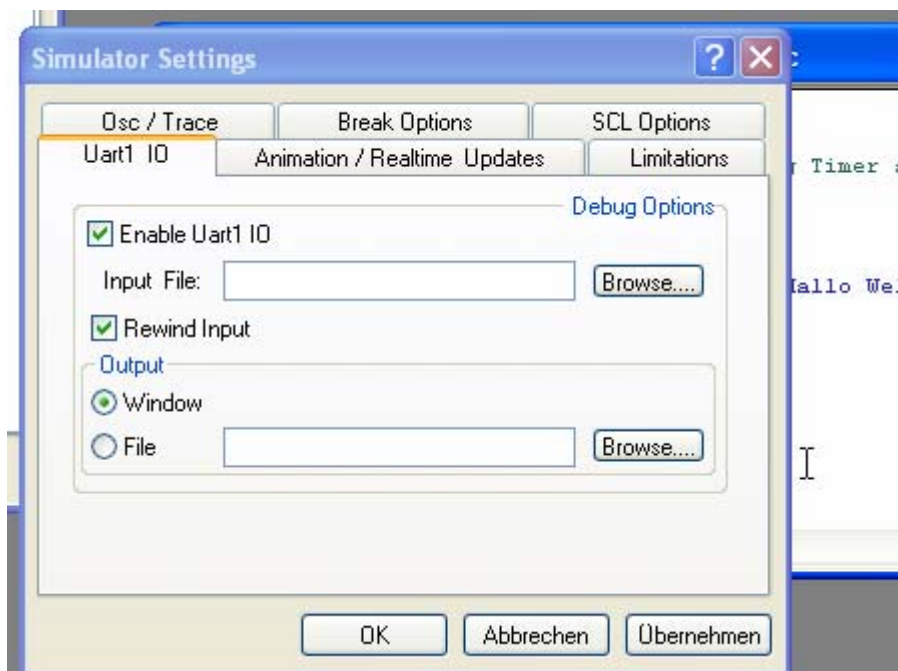 Simulator Settings
Osc / Trace
Break Options
SCL Options
Uart1 IO
Animation / Realtime Updates
Limitations
Timer
Debug Options
Enable Uart1 IO
Input File:
Browse....
Hallo
Rewind Input
Output
Window
File
Browse....
OK
Abbrechen
Übernehmen